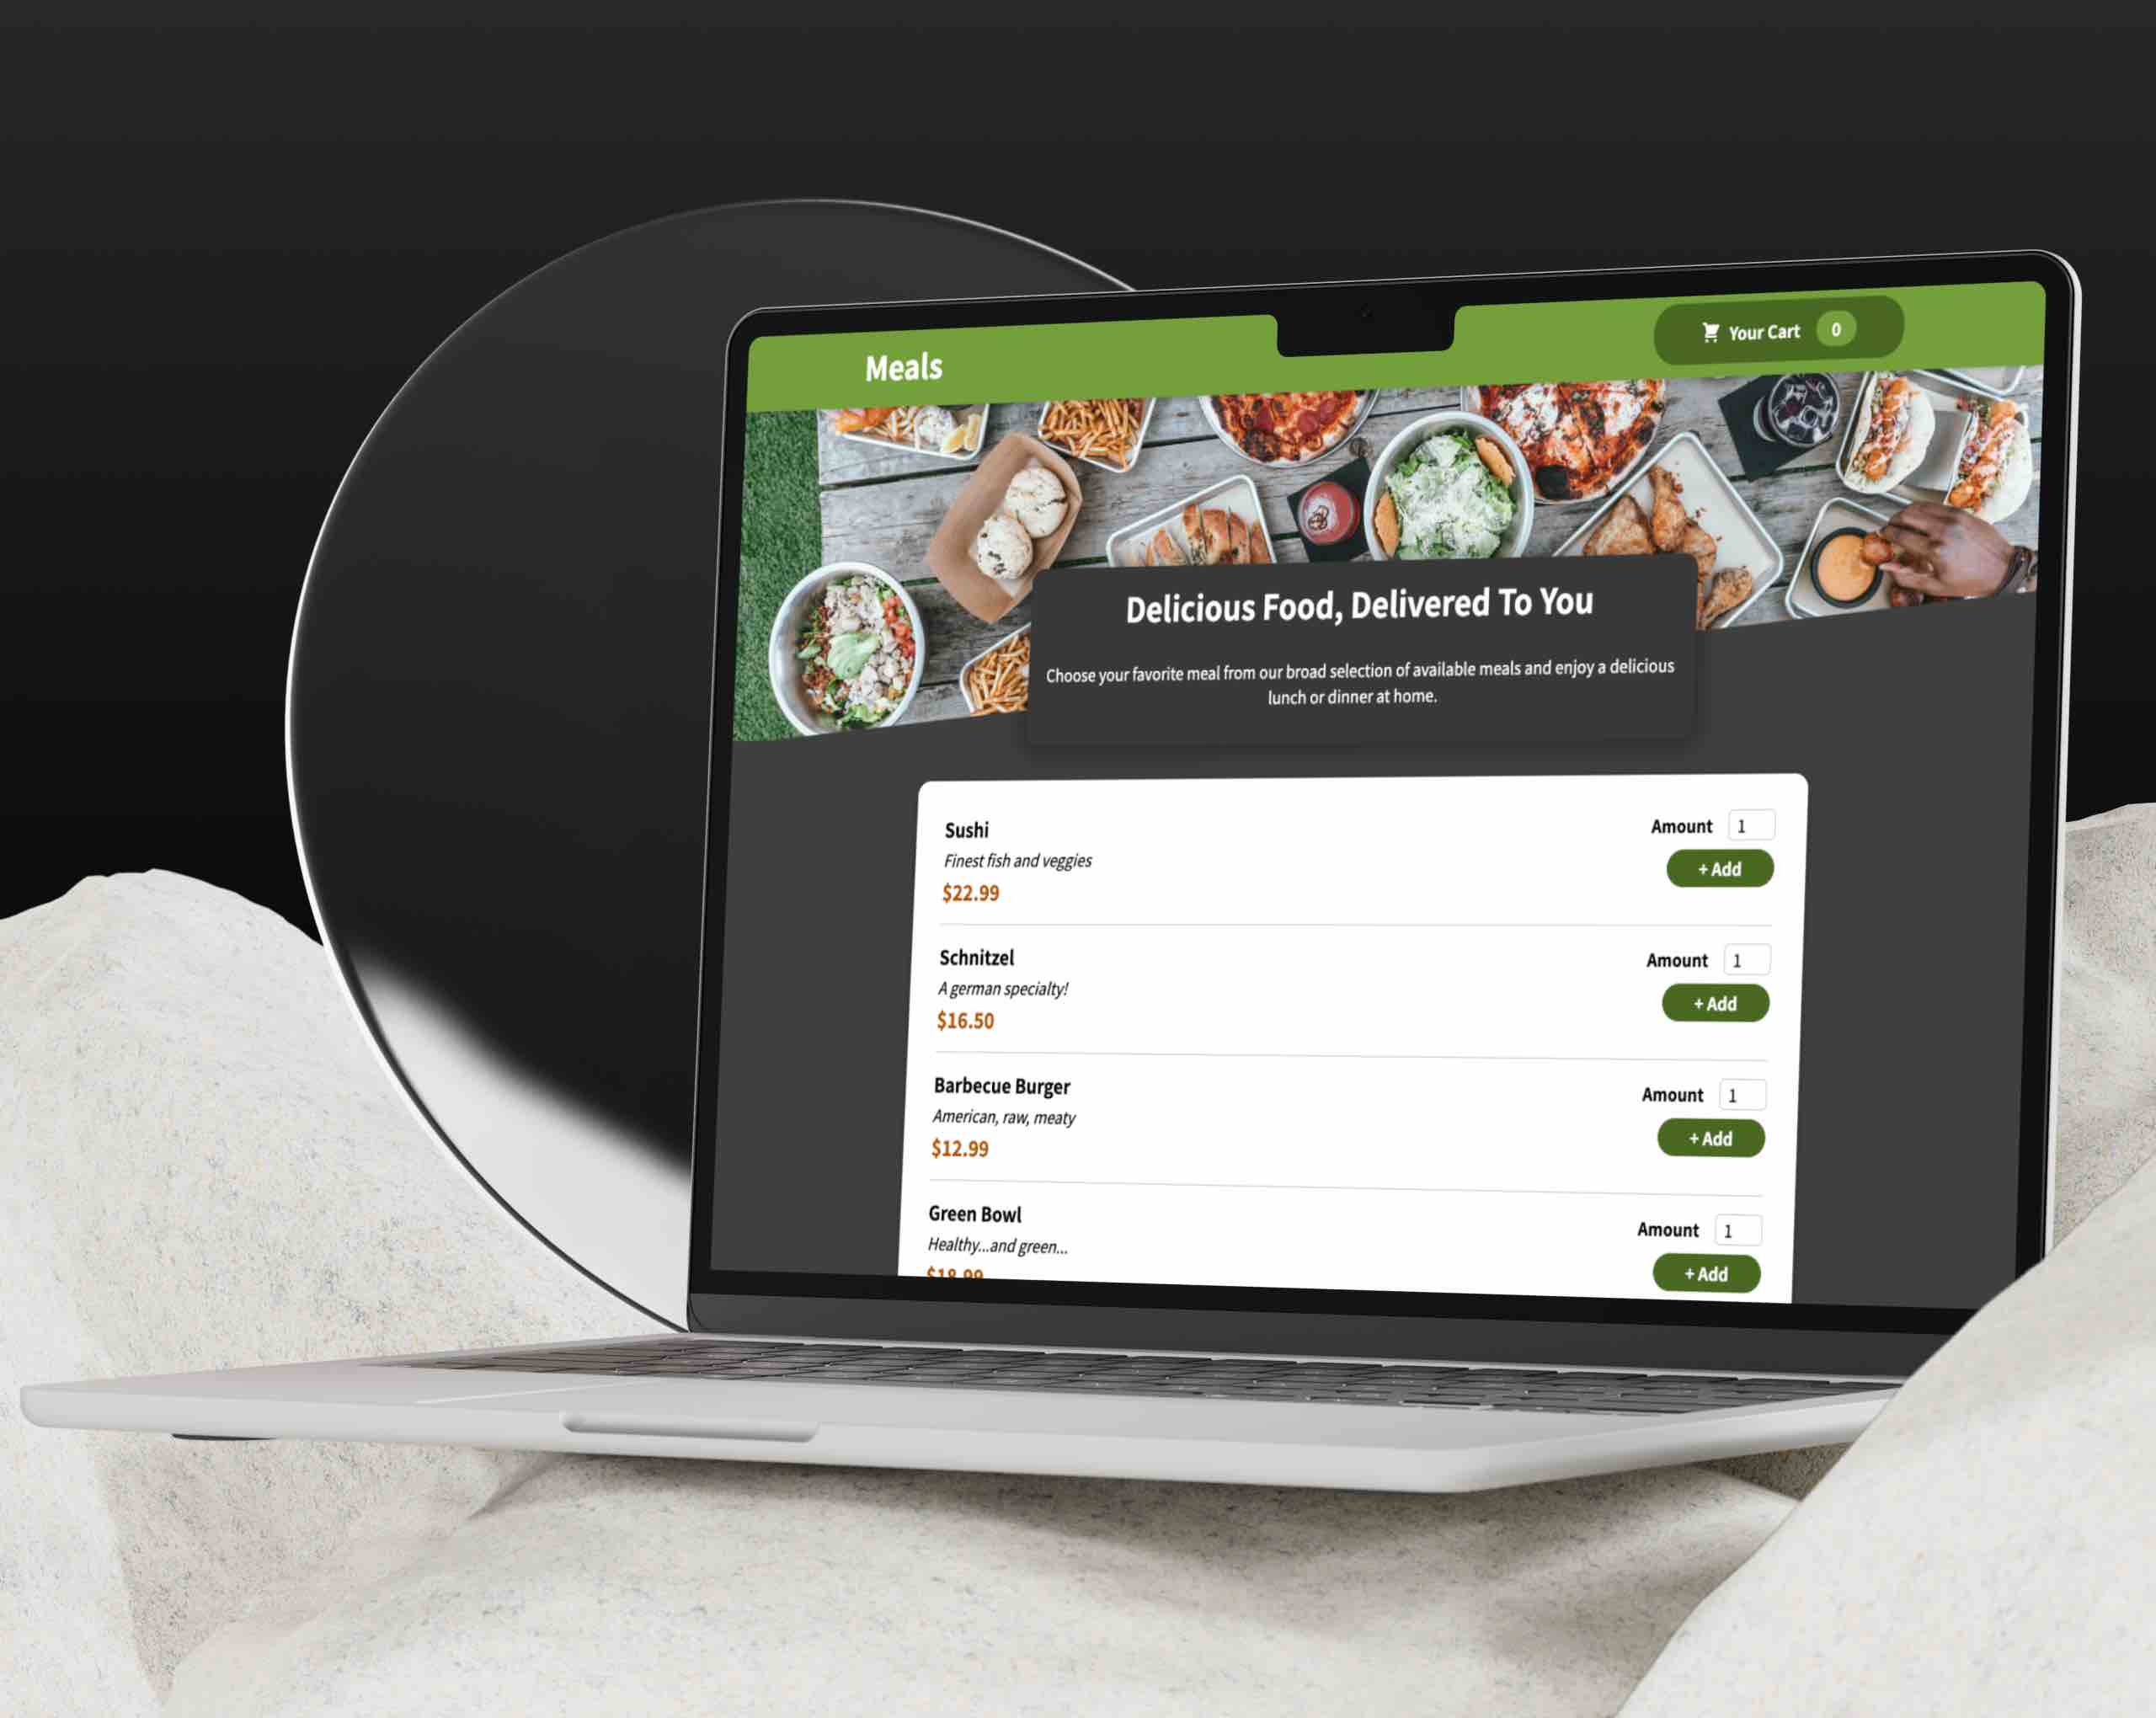 Meals
Your Cart 0
Delicious Food, Delivered To You
Choose your favorite meal from our broad selection of available meals and enjoy a delicious
lunch or dinner at home.
Sushi
Amount 1
Finest fish and veggies
+ Add
$22.99
Schnitzel
Amount 1
A german specialty!
+ Add
$16.50
Barbecue Burger
Amount 1
American, raw, meaty
+ Add
$12.99
Green Bowl
Amount 1
Healthy...and green...
+ Add
$18.99